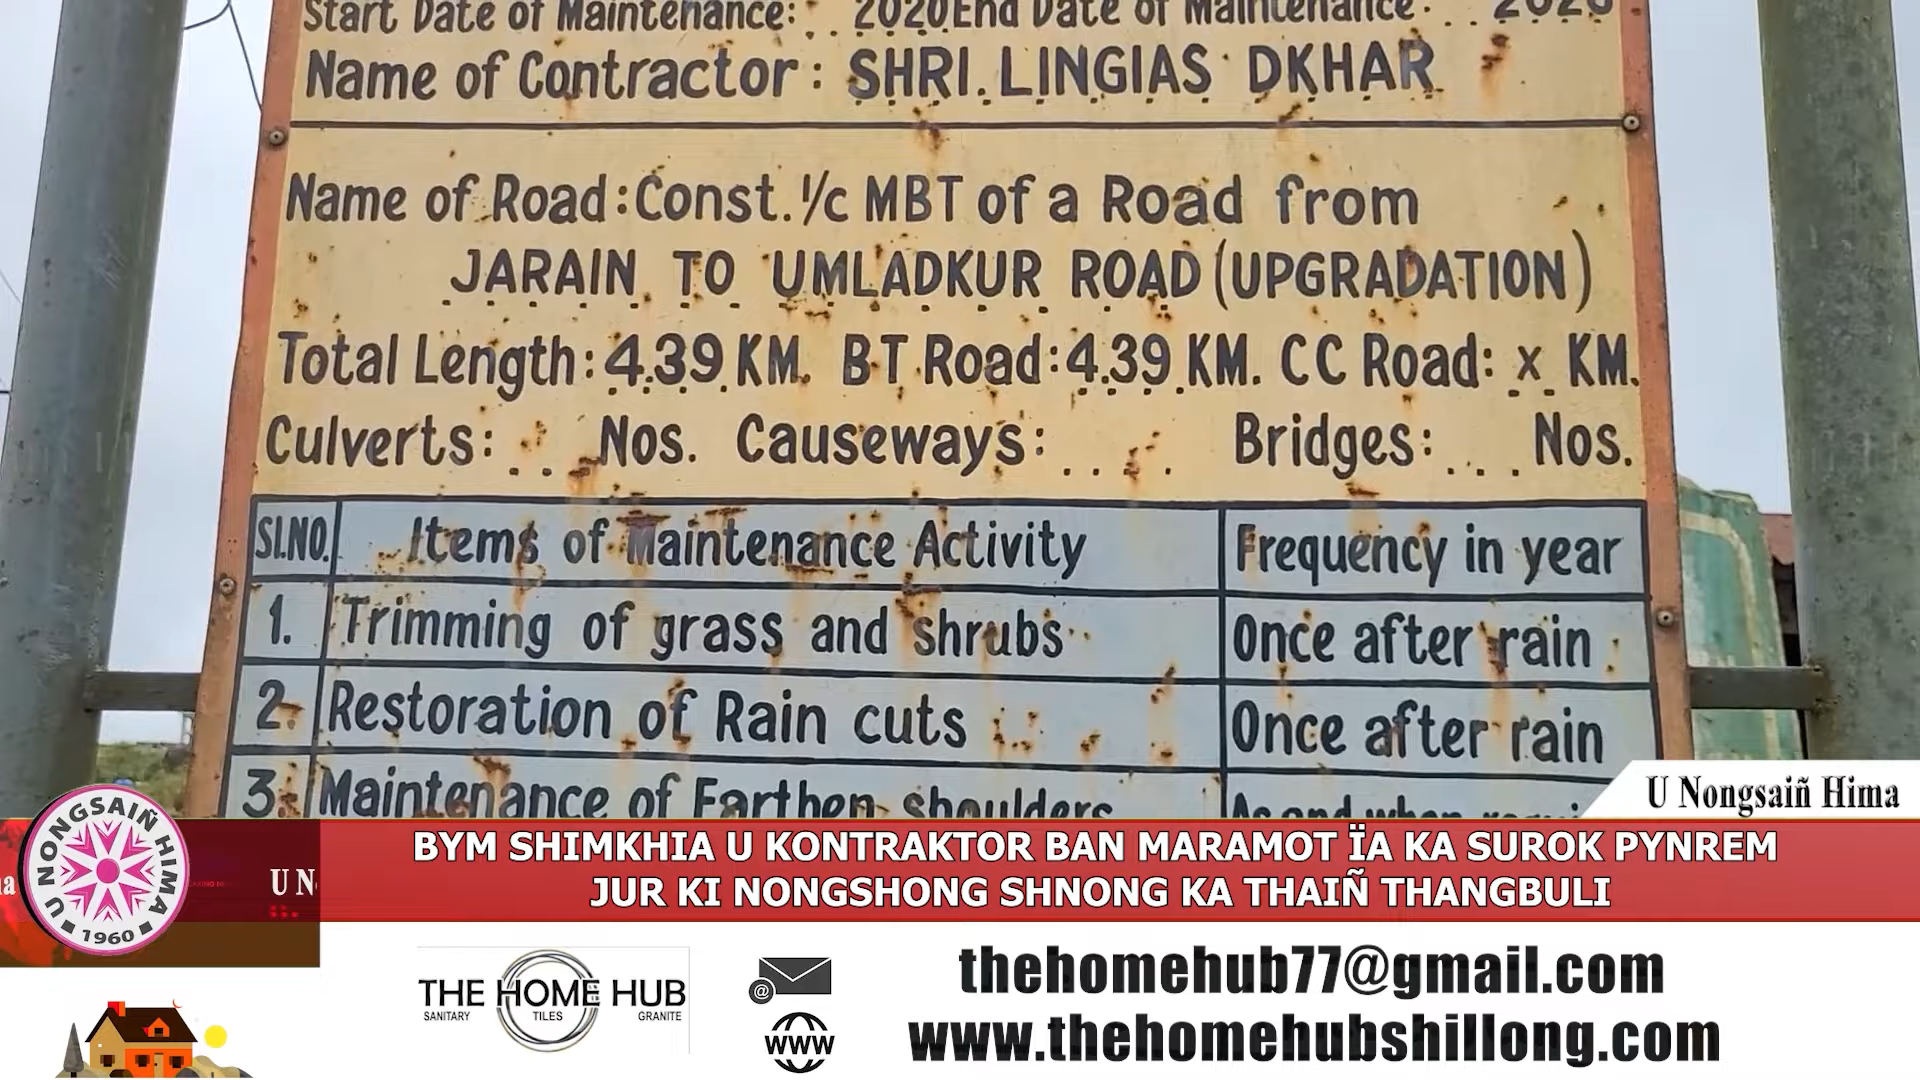 Start Date of Maintenance: 2020 End Date of Maintenance:
Name of Contractor: SHRI. LINGIAS DKHAR
Name of Road: Const. I/c MBT of a Road from
JARAIN TO UMLADKUR ROAD (UPGRADATION)
Total Length: 4.39 KM. BT Road: 4.39 KM. CC Road: x KM.
Culverts: Nos. Causeways: Bridges: Nos.
Sl.NO. Items of Maintenance Activity Frequency in year
1. Trimming of grass and shrubs Once after rain
2. Restoration of Rain cuts Once after rain
3. Maintenance of Earthen shoulders As and when
U Nongsaiñ Hima
BYM SHIMKHIA U KONTRAKTOR BAN MARAMOT ÏA KA SUROK PYNREM
JUR KI NONGSHONG SHNONG KA THAIÑ THANGBULI
U NONGSAIÑ HIMA
1960
U N
THE HOME HUB
SANITARY TILES GRANITE
@
WWW
thehomehub77@gmail.com
www.thehomehubshillong.com